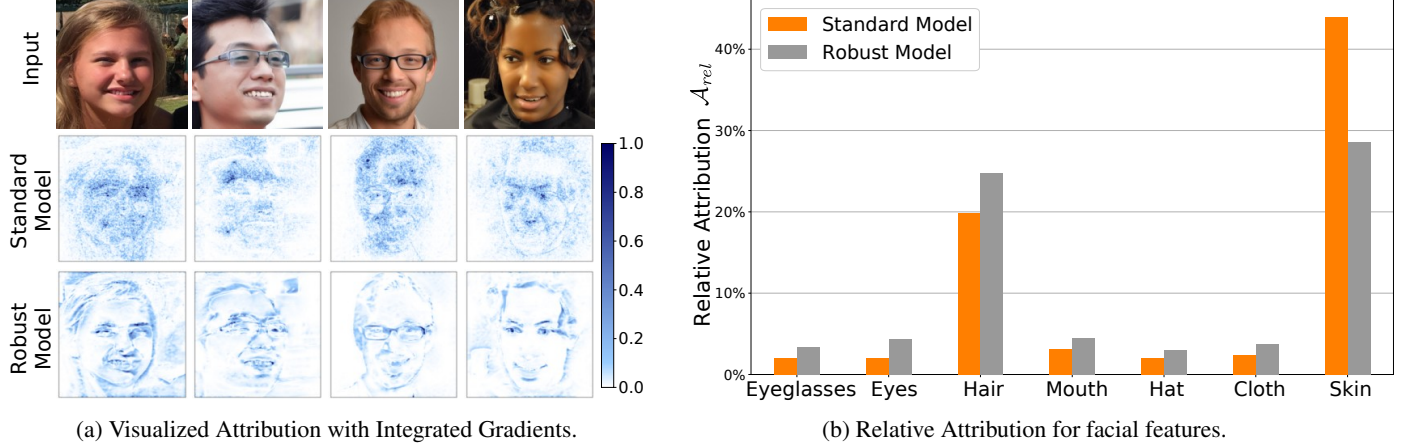 Input
Standard
Model
Robust
Model
1.0
0.8
0.6
0.4
0.2
0.0
(a) Visualized Attribution with Integrated Gradients.
Relative Attribution 𝒜rel
40%
30%
20%
10%
0%
Standard Model
Robust Model
Eyeglasses Eyes Hair Mouth Hat Cloth Skin
(b) Relative Attribution for facial features.